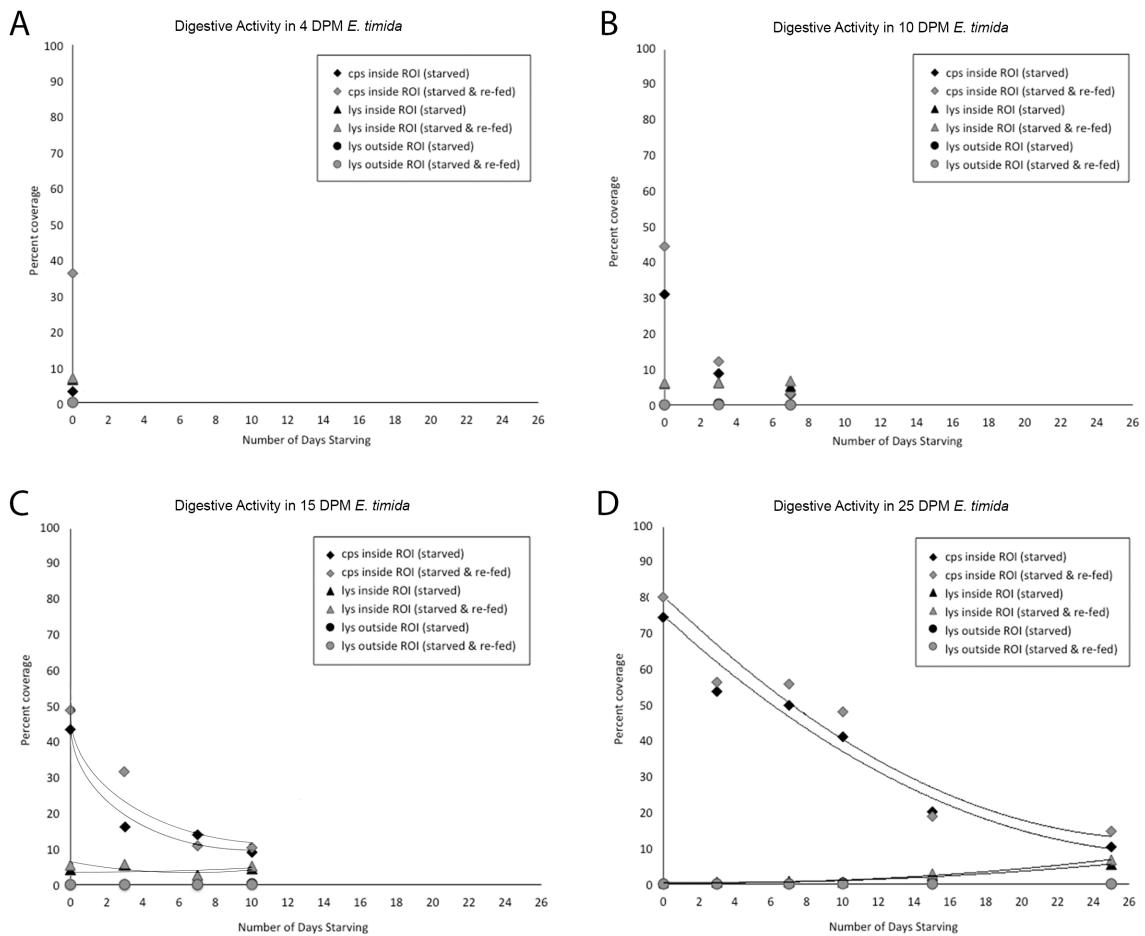 A
Digestive Activity in 4 DPM E. timida
100
90
80
70
60
50
40
30
20
10
0
Percent coverage
cps inside ROI (starved)
cps inside ROI (starved & re-fed)
lys inside ROI (starved)
lys inside ROI (starved & re-fed)
lys outside ROI (starved)
lys outside ROI (starved & re-fed)
0 2 4 6 8 10 12 14 16 18 20 22 24 26
Number of Days Starving
B
Digestive Activity in 10 DPM E. timida
100
90
80
70
60
50
40
30
20
10
0
Percent coverage
cps inside ROI (starved)
cps inside ROI (starved & re-fed)
lys inside ROI (starved)
lys inside ROI (starved & re-fed)
lys outside ROI (starved)
lys outside ROI (starved & re-fed)
0 2 4 6 8 10 12 14 16 18 20 22 24 26
Number of Days Starving
C
Digestive Activity in 15 DPM E. timida
100
90
80
70
60
50
40
30
20
10
0
Percent coverage
cps inside ROI (starved)
cps inside ROI (starved & re-fed)
lys inside ROI (starved)
lys inside ROI (starved & re-fed)
lys outside ROI (starved)
lys outside ROI (starved & re-fed)
0 2 4 6 8 10 12 14 16 18 20 22 24 26
Number of Days Starving
D
Digestive Activity in 25 DPM E. timida
100
90
80
70
60
50
40
30
20
10
0
Percent coverage
cps inside ROI (starved)
cps inside ROI (starved & re-fed)
lys inside ROI (starved)
lys inside ROI (starved & re-fed)
lys outside ROI (starved)
lys outside ROI (starved & re-fed)
0 2 4 6 8 10 12 14 16 18 20 22 24 26
Number of Days Starving